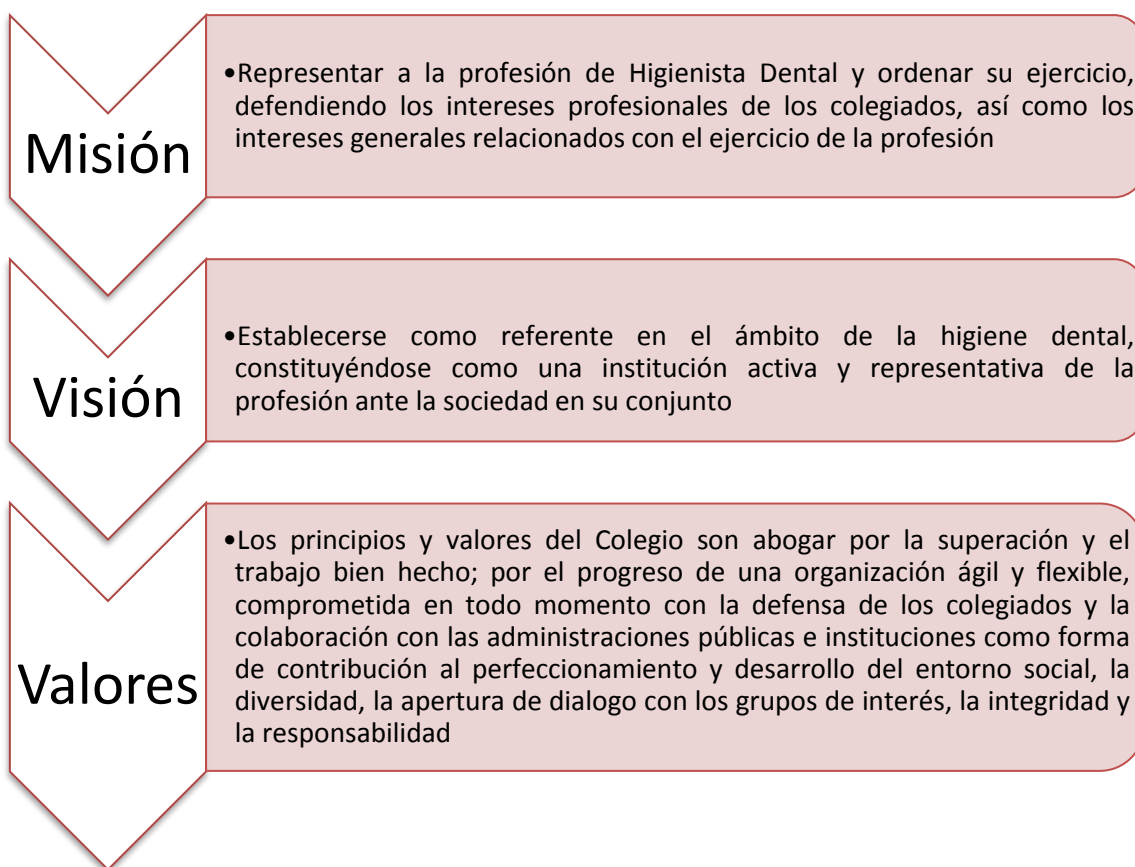 Misión
•Representar a la profesión de Higienista Dental y ordenar su ejercicio,
defendiendo los intereses profesionales de los colegiados, así como los
intereses generales relacionados con el ejercicio de la profesión
Visión
•Establecerse como referente en el ámbito de la higiene dental,
constituyéndose como una institución activa y representativa de la
profesión ante la sociedad en su conjunto
Valores
•Los principios y valores del Colegio son abogar por la superación y el
trabajo bien hecho; por el progreso de una organización ágil y flexible,
comprometida en todo momento con la defensa de los colegiados y la
colaboración con las administraciones públicas e instituciones como forma
de contribución al perfeccionamiento y desarrollo del entorno social, la
diversidad, la apertura de dialogo con los grupos de interés, la integridad y
la responsabilidad